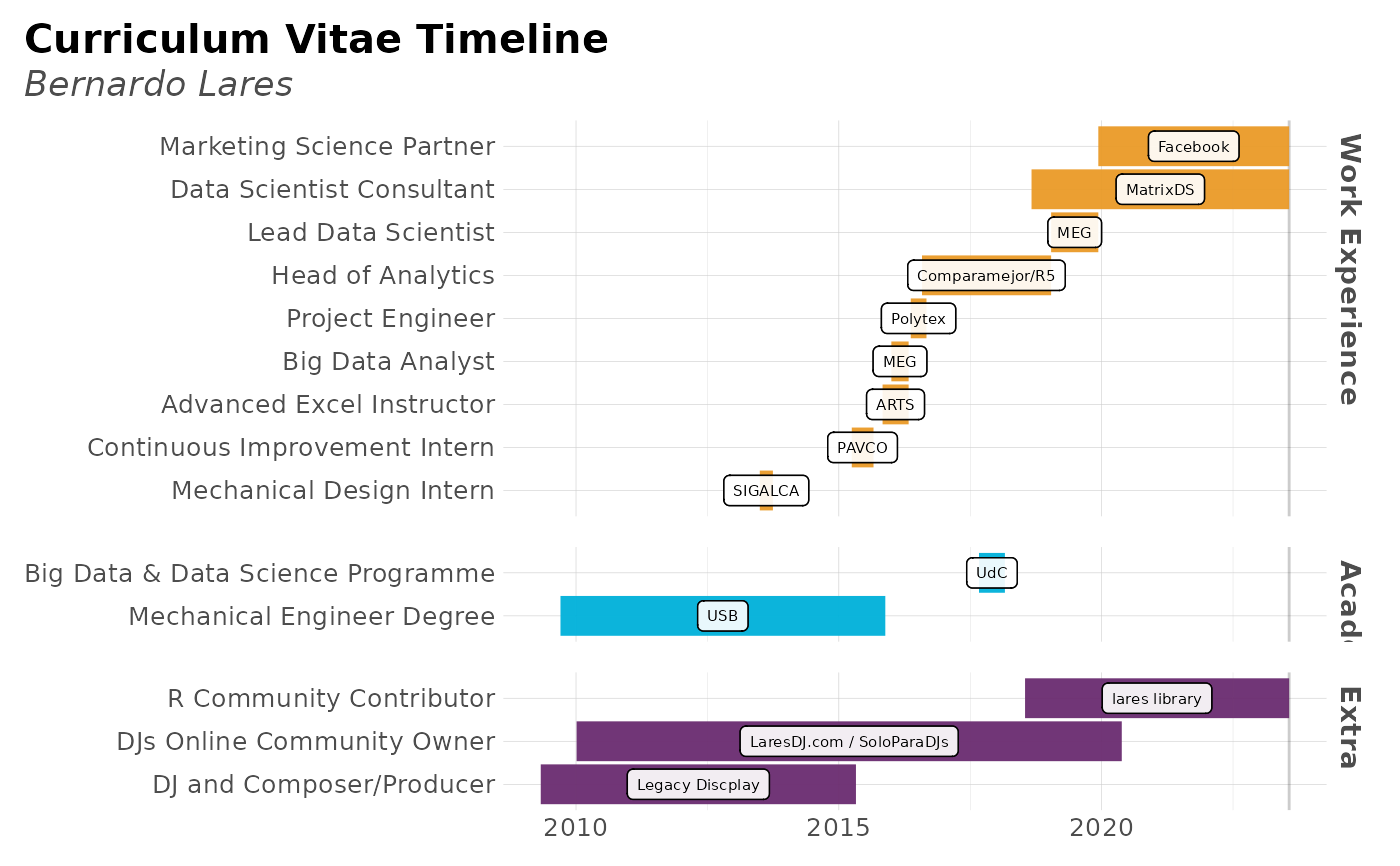 Curriculum Vitae Timeline
Bernardo Lares
Marketing Science Partner
Facebook
Data Scientist Consultant
MatrixDS
Lead Data Scientist
MEG
Head of Analytics
Comparamejor/R5
Project Engineer
Polytex
Big Data Analyst
MEG
Advanced Excel Instructor
ARTS
Continuous Improvement Intern
PAVCO
Mechanical Design Intern
SIGALCA
Work Experience
Big Data & Data Science Programme
UdC
Mechanical Engineer Degree
USB
R Community Contributor
lares library
DJs Online Community Owner
LaresDJ.com / SoloParaDJs
DJ and Composer/Producer
Legacy Discplay
Extra
2010 2015 2020